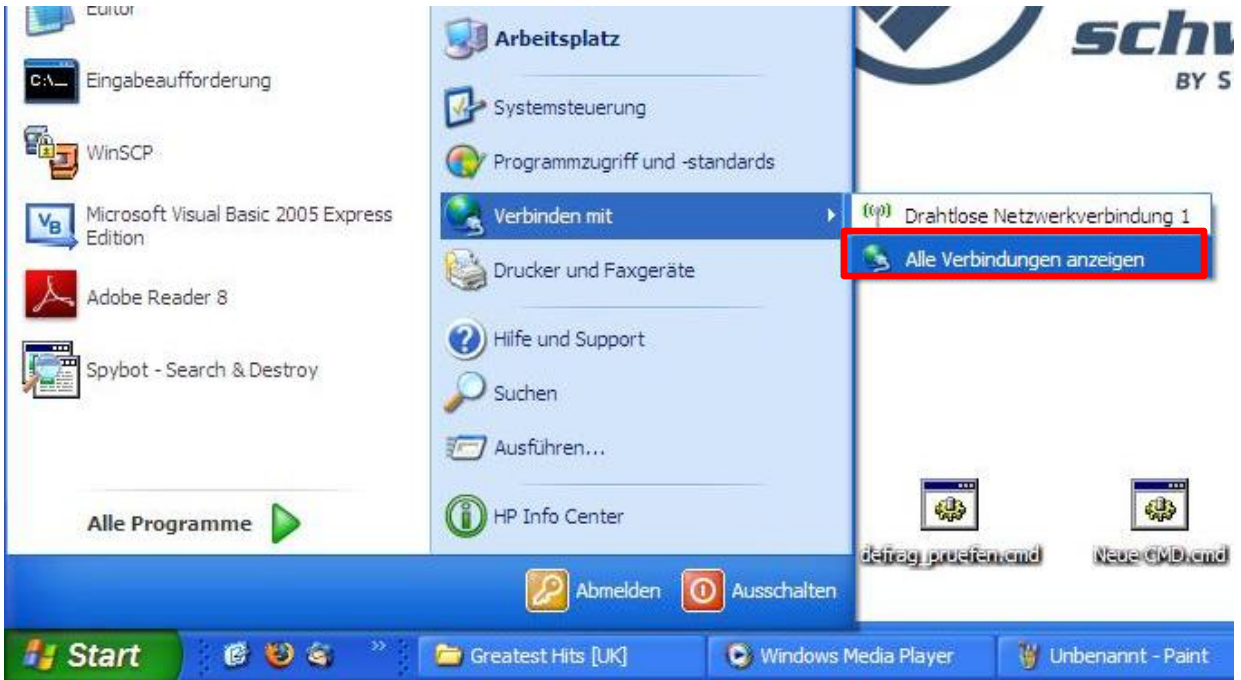 Editor
Eingabeaufforderung
WinSCP
Microsoft Visual Basic 2005 Express
Edition
Adobe Reader 8
Spybot - Search & Destroy
Alle Programme
Arbeitsplatz
Systemsteuerung
Programmzugriff und -standards
Verbinden mit
Drucker und Faxgeräte
Hilfe und Support
Suchen
Ausführen...
HP Info Center
Drahtlose Netzwerkverbindung 1
Alle Verbindungen anzeigen
BY S
C:\_
VB
defrag_pruefen.cmd
Neue CMD.cmd
Abmelden
Ausschalten
Start
»
Greatest Hits [UK]
Windows Media Player
Unbenannt - Paint